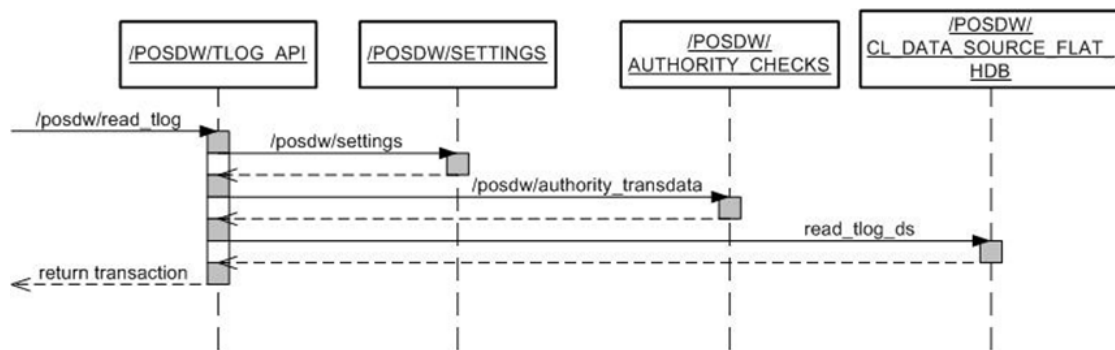 /POSDW/TLOG_API
/POSDW/SETTINGS
/POSDW/
AUTHORITY_CHECKS
/POSDW/
CL_DATA_SOURCE_FLAT_
HDB
/posdw/read_tlog
/posdw/settings
/posdw/authority_transdata
read_tlog_ds
return transaction